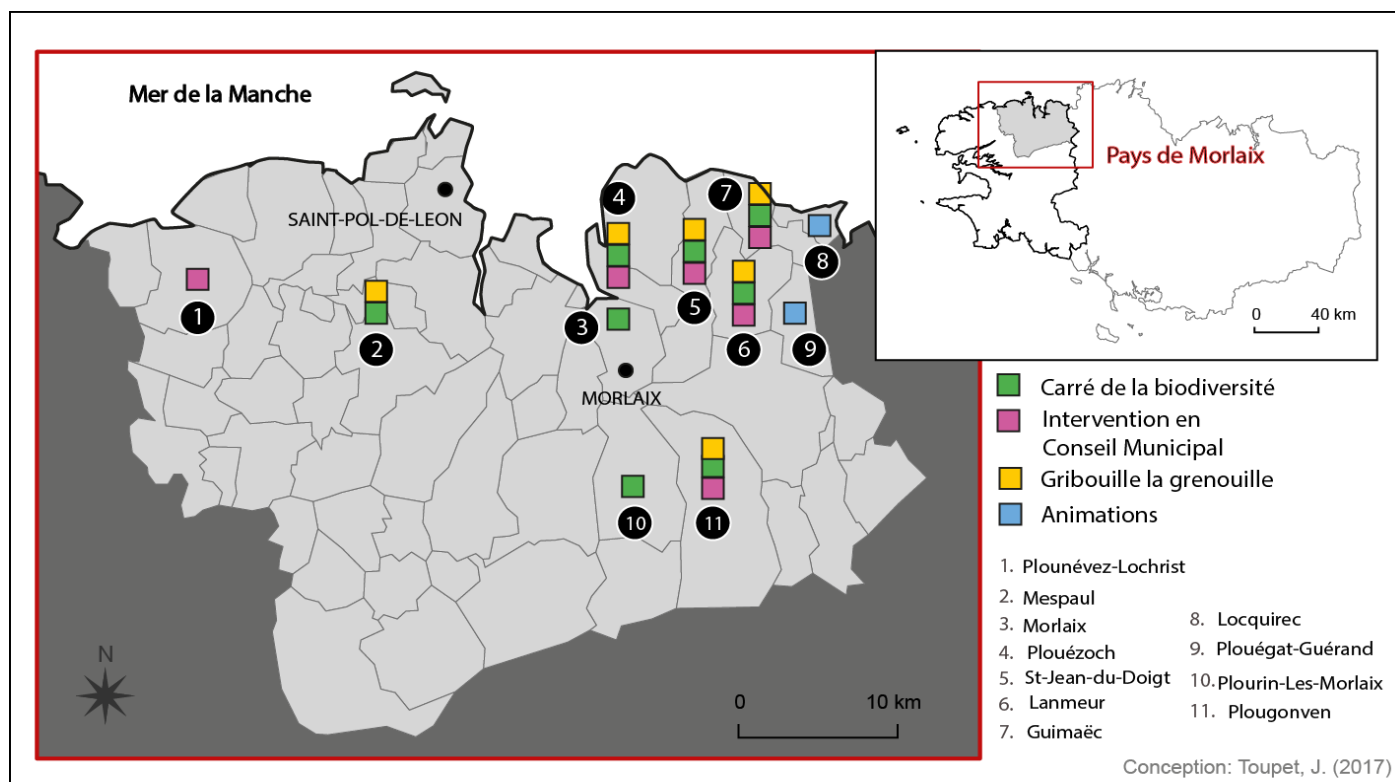 Mer de la Manche
SAINT-POL-DE-LEON
MORLAIX
1
2
3
4
5
6
7
8
9
10
11
N
0 10 km
Pays de Morlaix
0 40 km
Carré de la biodiversité
Intervention en
Conseil Municipal
Gribouille la grenouille
Animations
1. Plounévez-Lochrist
2. Mespaul
3. Morlaix
4. Plouézoch
5. St-Jean-du-Doigt
6. Lanmeur
7. Guimaëc
8. Locquirec
9. Plouégat-Guérand
10. Plourin-Les-Morlaix
11. Plougonven
Conception: Toupet, J. (2017)